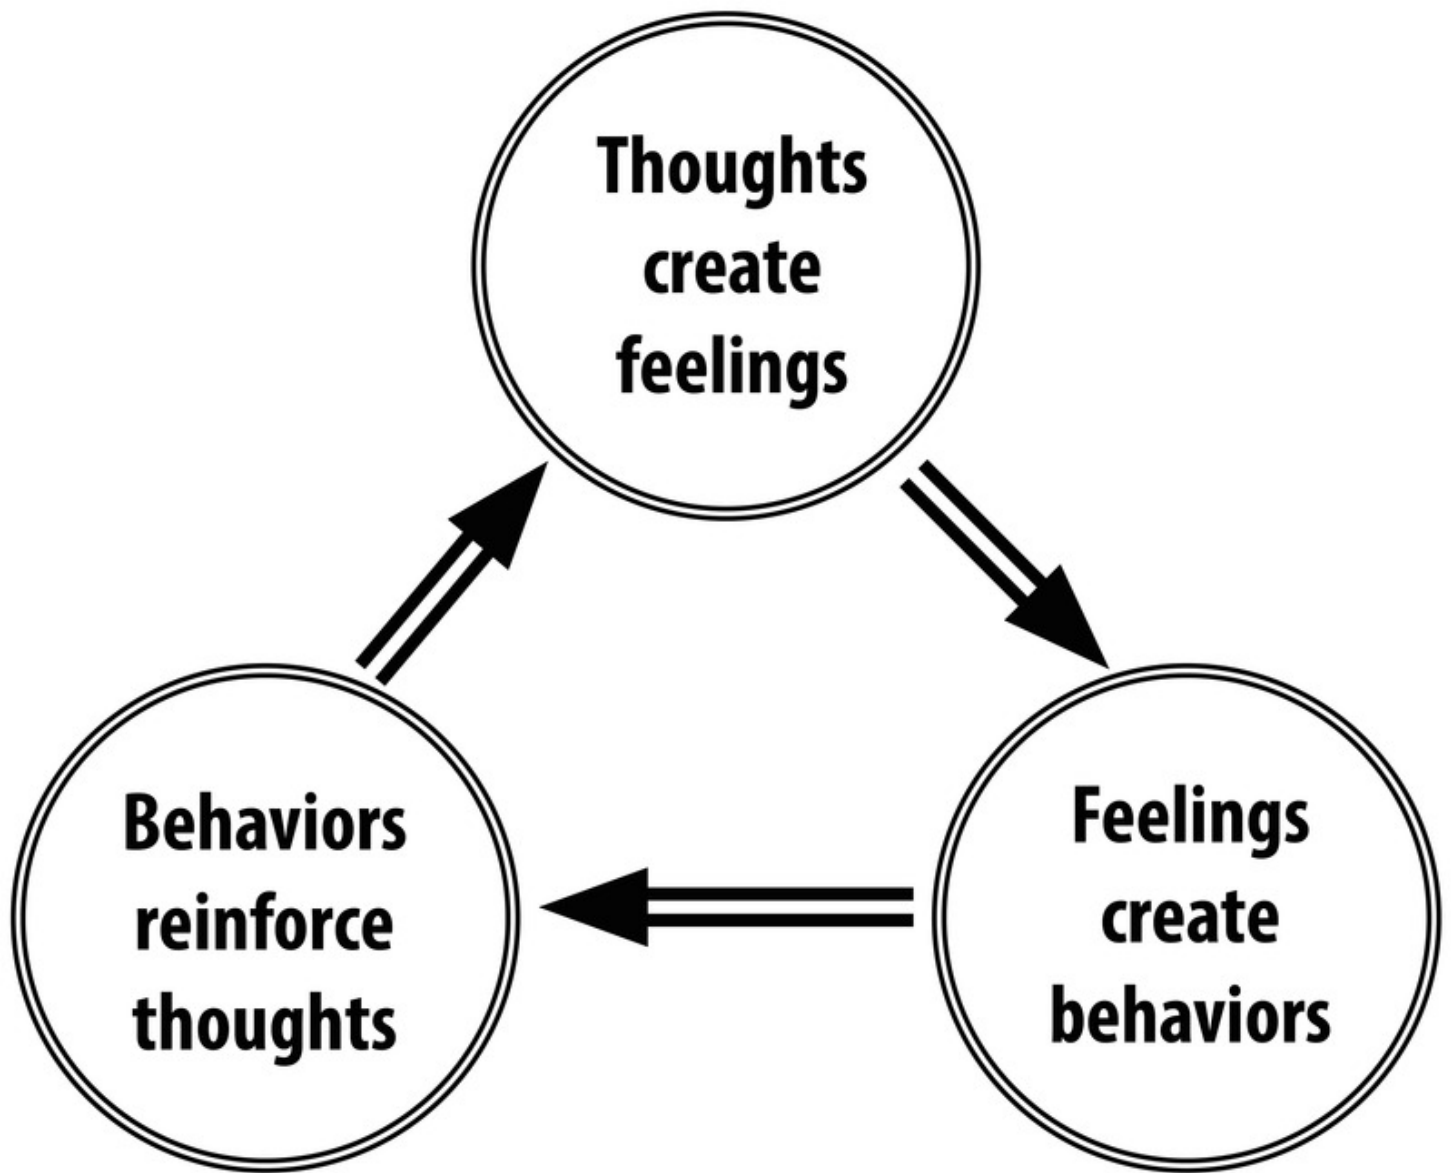 Thoughts
create
feelings
Feelings
create
behaviors
Behaviors
reinforce
thoughts